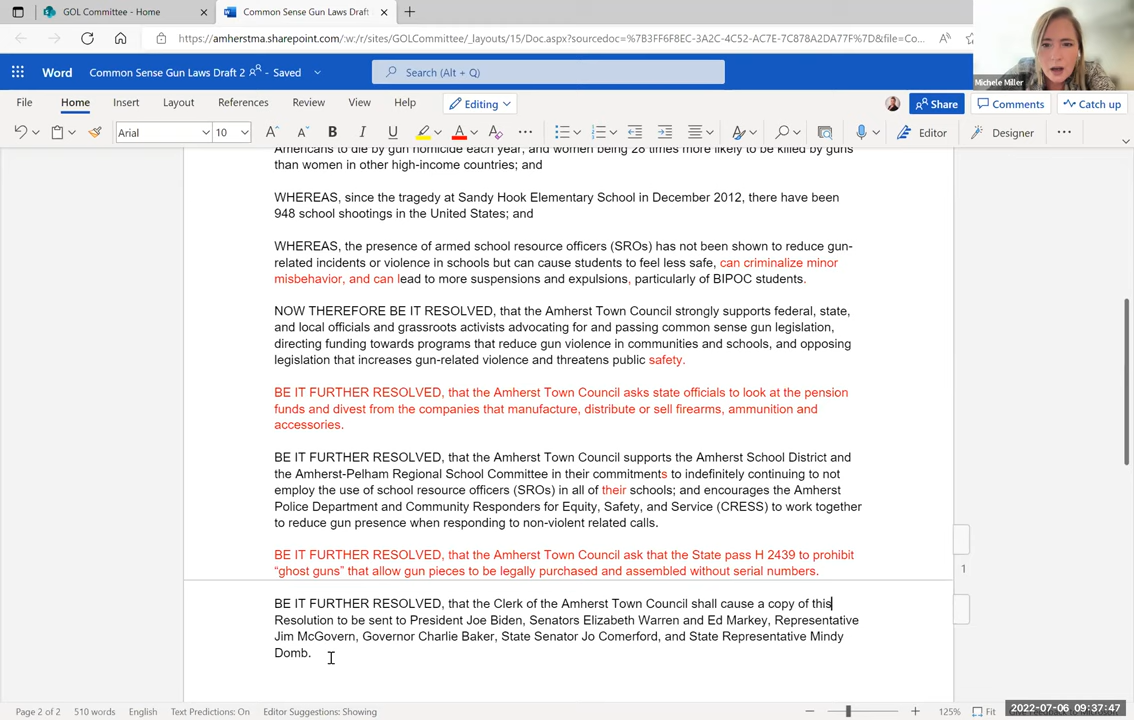 GOL Committee - Home
Common Sense Gun Laws Draft
https://amherstma.sharepoint.com/:w:/r/sites/GOLCommittee/_layouts/15/Doc.aspx?sourcedoc=%7B3FF6F8EC-3A2C-4C52-AC7E-7C878A2DA77F%7D&file=Co...
Michele Miller
Word Common Sense Gun Laws Draft 2 - Saved Search (Alt + Q)
File Home Insert Layout References Review View Help Editing Share Comments Catch up
Arial 10 B I U A Editor Designer
Americans to die by gun homicide each year, and women being 28 times more likely to be killed by guns
than women in other high-income countries; and
WHEREAS, since the tragedy at Sandy Hook Elementary School in December 2012, there have been
948 school shootings in the United States; and
WHEREAS, the presence of armed school resource officers (SROs) has not been shown to reduce gun-
related incidents or violence in schools but can cause students to feel less safe, can criminalize minor
misbehavior, and can lead to more suspensions and expulsions, particularly of BIPOC students.
NOW THEREFORE BE IT RESOLVED, that the Amherst Town Council strongly supports federal, state,
and local officials and grassroots activists advocating for and passing common sense gun legislation,
directing funding towards programs that reduce gun violence in communities and schools, and opposing
legislation that increases gun-related violence and threatens public safety.
BE IT FURTHER RESOLVED, that the Amherst Town Council asks state officials to look at the pension
funds and divest from the companies that manufacture, distribute or sell firearms, ammunition and
accessories.
BE IT FURTHER RESOLVED, that the Amherst Town Council supports the Amherst School District and
the Amherst-Pelham Regional School Committee in their commitments to indefinitely continuing to not
employ the use of school resource officers (SROs) in all of their schools; and encourages the Amherst
Police Department and Community Responders for Equity, Safety, and Service (CRESS) to work together
to reduce gun presence when responding to non-violent related calls.
BE IT FURTHER RESOLVED, that the Amherst Town Council ask that the State pass H 2439 to prohibit
“ghost guns” that allow gun pieces to be legally purchased and assembled without serial numbers.
1
BE IT FURTHER RESOLVED, that the Clerk of the Amherst Town Council shall cause a copy of this
Resolution to be sent to President Joe Biden, Senators Elizabeth Warren and Ed Markey, Representative
Jim McGovern, Governor Charlie Baker, State Senator Jo Comerford, and State Representative Mindy
Domb.
Page 2 of 2 510 words English Text Predictions: On Editor Suggestions: Showing 125% Fit
2022-07-06 09:37:47